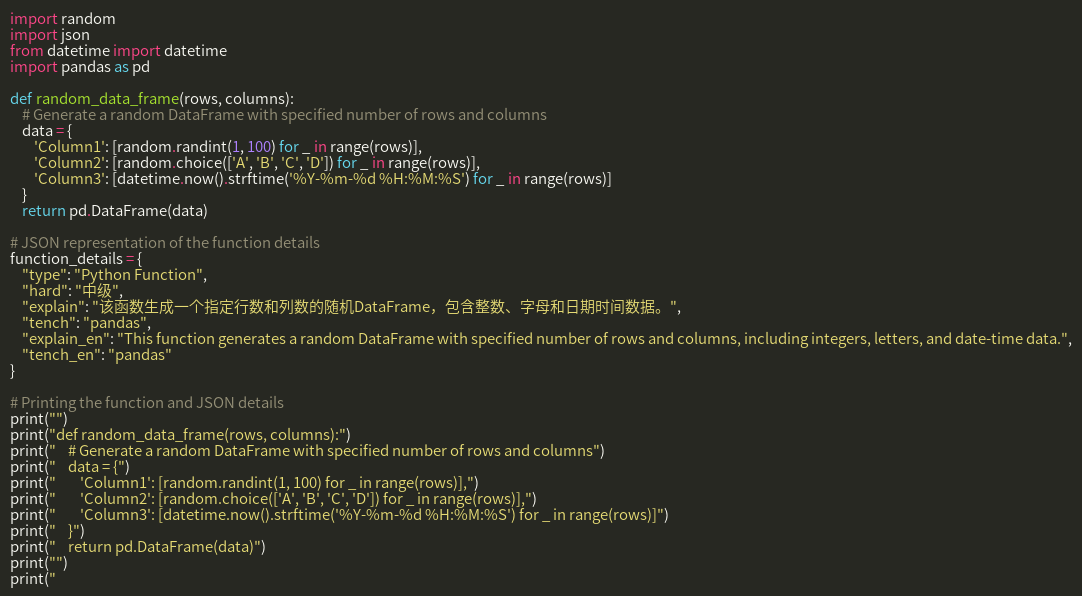 import random
import json
from datetime import datetime
import pandas as pd

def random_data_frame(rows, columns):
    # Generate a random DataFrame with specified number of rows and columns
    data = {
        'Column1': [random.randint(1, 100) for _ in range(rows)],
        'Column2': [random.choice(['A', 'B', 'C', 'D']) for _ in range(rows)],
        'Column3': [datetime.now().strftime('%Y-%m-%d %H:%M:%S') for _ in range(rows)]
    }
    return pd.DataFrame(data)

# JSON representation of the function details
function_details = {
    "type": "Python Function",
    "hard": "中级",
    "explain": "该函数生成一个指定行数和列数的随机DataFrame，包含整数、字母和日期时间数据。",
    "tench": "pandas",
    "explain_en": "This function generates a random DataFrame with specified number of rows and columns, including integers, letters, and date-time data.",
    "tench_en": "pandas"
}

# Printing the function and JSON details
print("")
print("def random_data_frame(rows, columns):")
print("    # Generate a random DataFrame with specified number of rows and columns")
print("    data = {")
print("        'Column1': [random.randint(1, 100) for _ in range(rows)],")
print("        'Column2': [random.choice(['A', 'B', 'C', 'D']) for _ in range(rows)],")
print("        'Column3': [datetime.now().strftime('%Y-%m-%d %H:%M:%S') for _ in range(rows)]")
print("    }")
print("    return pd.DataFrame(data)")
print("")
print("